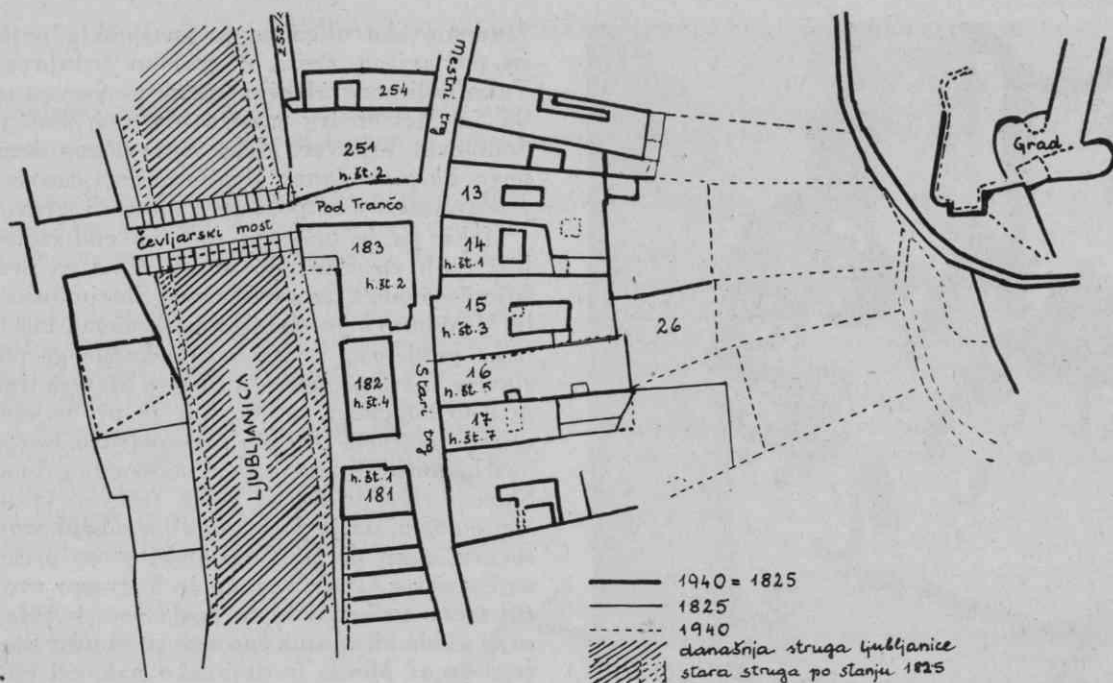 254
mestni trg
251
h. št. 2
Pod Trančo
čevljarski most
13
183
h. št. 2
14
h. št. 1
15
h. št. 3
26
Grad
182
h. št. 4
Stari trg
16
h. št. 5
17
h. št. 7
LJUBLJANICA
h. št. 1
181
1940 = 1825
1825
1940
današnja struga Ljubljanice
stara struga po stanju 1825